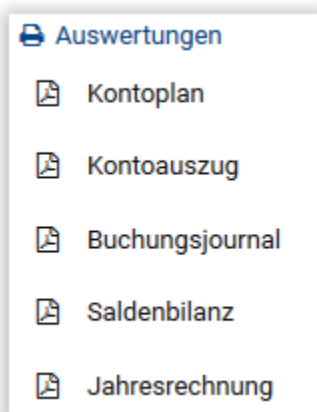 Auswertungen
Kontoplan
Kontoauszug
Buchungsjournal
Saldenbilanz
Jahresrechnung